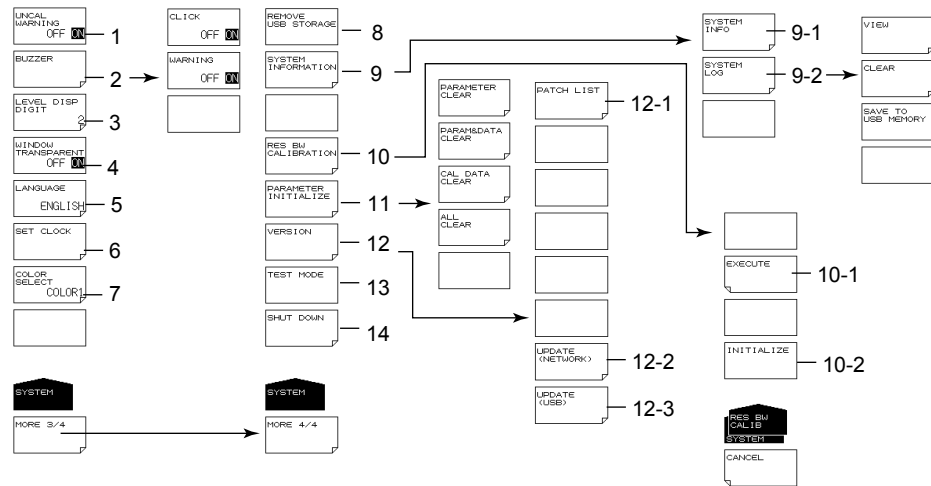 UNCAL
WARNING
OFF ON
1
BUZZER
2
LEVEL DISP
DIGIT
2
3
WINDOW
TRANSPARENT
OFF ON
4
LANGUAGE
ENGLISH
5
SET CLOCK
6
COLOR
SELECT
COLOR1
7
SYSTEM
MORE 3/4
CLICK
OFF ON
WARNING
OFF ON
REMOVE
USB STORAGE
8
SYSTEM
INFORMATION
9
RES BW
CALIBRATION
10
PARAMETER
INITIALIZE
11
VERSION
12
TEST MODE
13
SHUT DOWN
14
SYSTEM
MORE 4/4
PARAMETER
CLEAR
PARAM&DATA
CLEAR
CAL DATA
CLEAR
ALL
CLEAR
PATCH LIST
12-1
UPDATE
(NETWORK)
12-2
UPDATE
(USB)
12-3
SYSTEM
INFO
9-1
SYSTEM
LOG
9-2
VIEW
CLEAR
SAVE TO
USB MEMORY
EXECUTE
10-1
INITIALIZE
10-2
RES BW
CALIB
SYSTEM
CANCEL